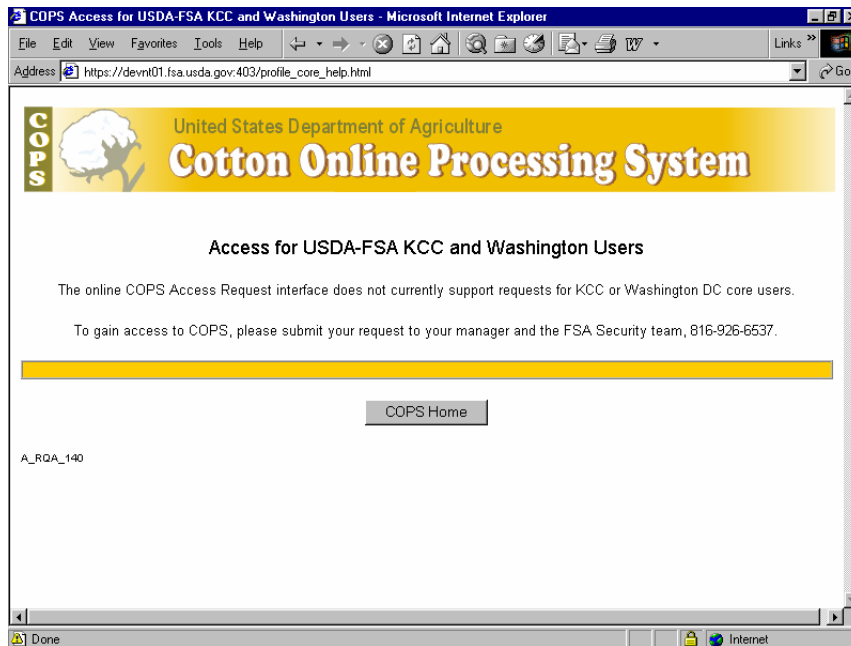 COPS Access for USDA-FSA KCC and Washington Users - Microsoft Internet Explorer
File Edit View Favorites Tools Help
Links »
Address https://devnt01.fsa.usda.gov:403/profile_core_help.html
Go
COPS
United States Department of Agriculture
Cotton Online Processing System
Access for USDA-FSA KCC and Washington Users
The online COPS Access Request interface does not currently support requests for KCC or Washington DC core users.
To gain access to COPS, please submit your request to your manager and the FSA Security team, 816-926-6537.
COPS Home
A_RQA_140
Done
Internet